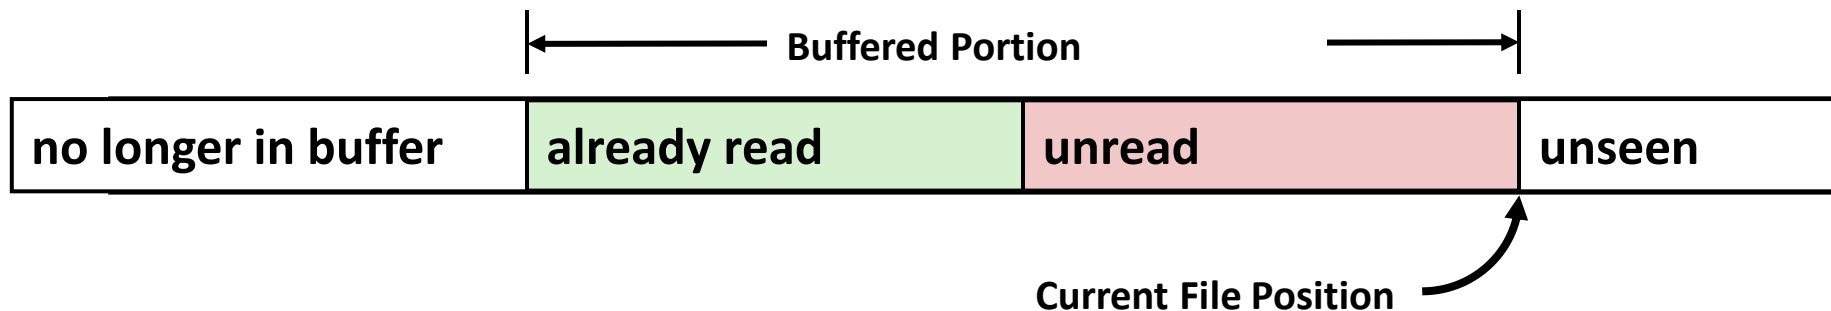 Buffered Portion
no longer in buffer already read unread unseen
Current File Position